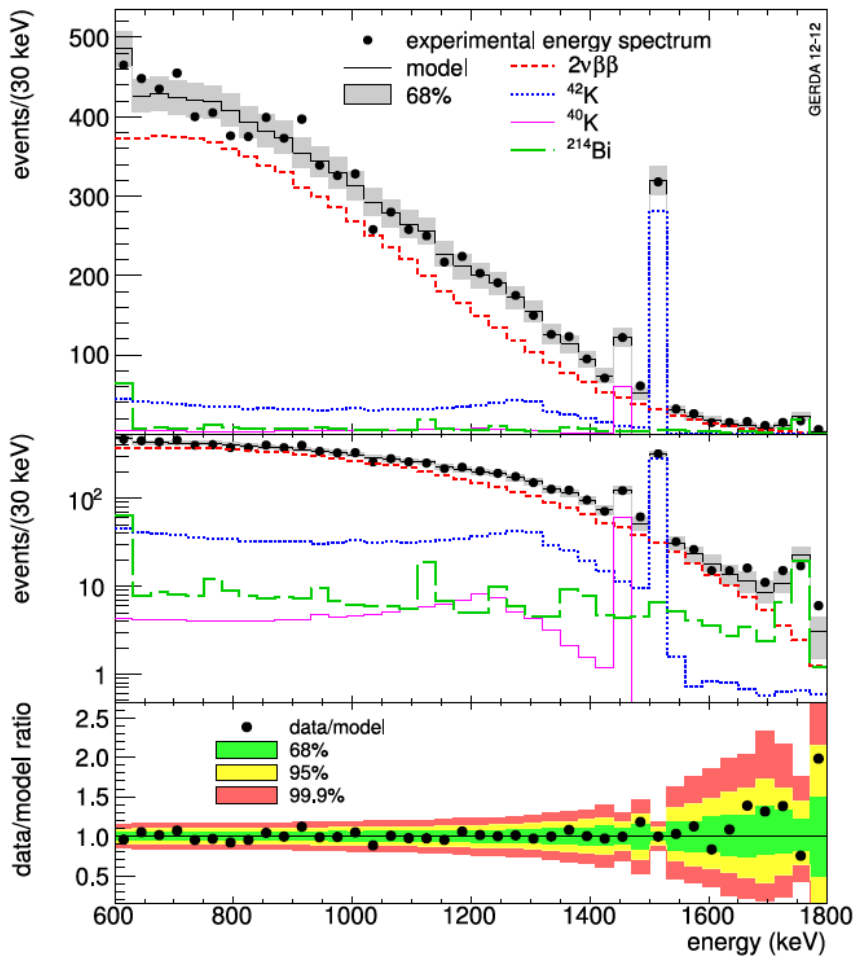 500
400
300
200
100
events/(30 keV)
experimental energy spectrum
model
68%
2νββ
⁴²K
⁴⁰K
²¹⁴Bi
GERDA 12-12
10²
10
1
events/(30 keV)
2.5
2.0
1.5
1.0
0.5
data/model ratio
data/model
68%
95%
99.9%
600 800 1000 1200 1400 1600 1800
energy (keV)